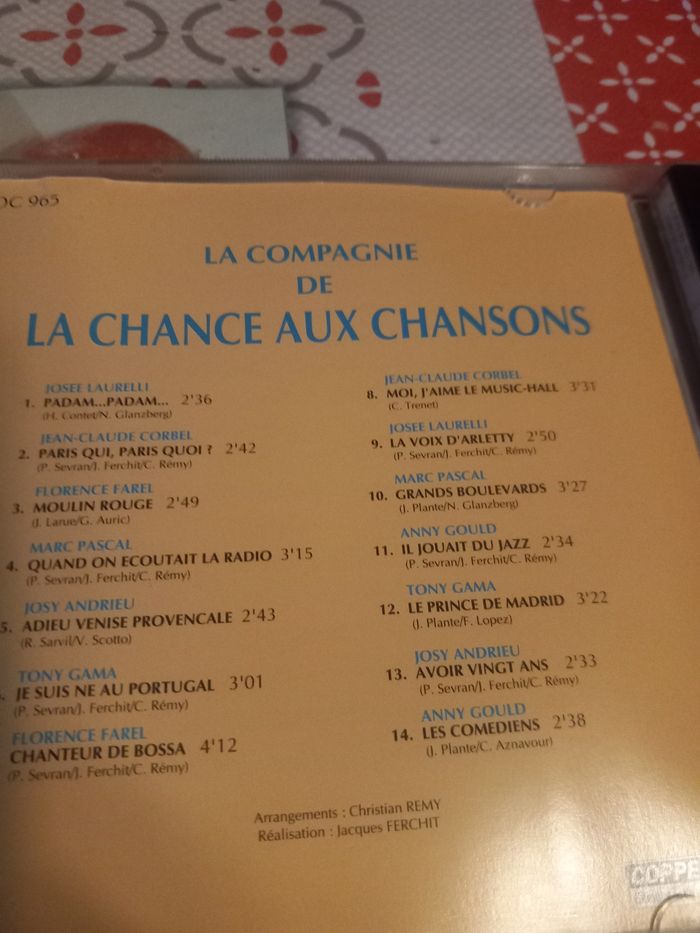 DC 965
LA COMPAGNIE
DE
LA CHANCE AUX CHANSONS
JOSEE LAURELLI
1. PADAM...PADAM... 2'36
(H. Contet/N. Glanzberg)
JEAN-CLAUDE CORBEL
2. PARIS QUI, PARIS QUOI ? 2'42
(P. Sevran/J. Ferchit/C. Rémy)
FLORENCE FAREL
3. MOULIN ROUGE 2'49
(J. Larue/G. Auric)
MARC PASCAL
4. QUAND ON ECOUTAIT LA RADIO 3'15
(P. Sevran/J. Ferchit/C. Rémy)
JOSY ANDRIEU
5. ADIEU VENISE PROVENCALE 2'43
(R. Sarvil/V. Scotto)
TONY GAMA
JE SUIS NE AU PORTUGAL 3'01
(P. Sevran/J. Ferchit/C. Rémy)
FLORENCE FAREL
CHANTEUR DE BOSSA 4'12
(P. Sevran/J. Ferchit/C. Rémy)
JEAN-CLAUDE CORBEL
8. MOI, J'AIME LE MUSIC-HALL 3'31
(C. Trenet)
JOSEE LAURELLI
9. LA VOIX D'ARLETTY 2'50
(P. Sevran/J. Ferchit/C. Rémy)
MARC PASCAL
10. GRANDS BOULEVARDS 3'27
(J. Plante/N. Glanzberg)
ANNY GOULD
11. IL JOUAIT DU JAZZ 2'34
(P. Sevran/J. Ferchit/C. Rémy)
TONY GAMA
12. LE PRINCE DE MADRID 3'22
(J. Plante/F. Lopez)
JOSY ANDRIEU
13. AVOIR VINGT ANS 2'33
(P. Sevran/J. Ferchit/C. Rémy)
ANNY GOULD
14. LES COMEDIENS 2'38
(J. Plante/C. Aznavour)
Arrangements : Christian REMY
Réalisation : Jacques FERCHIT
COPPE